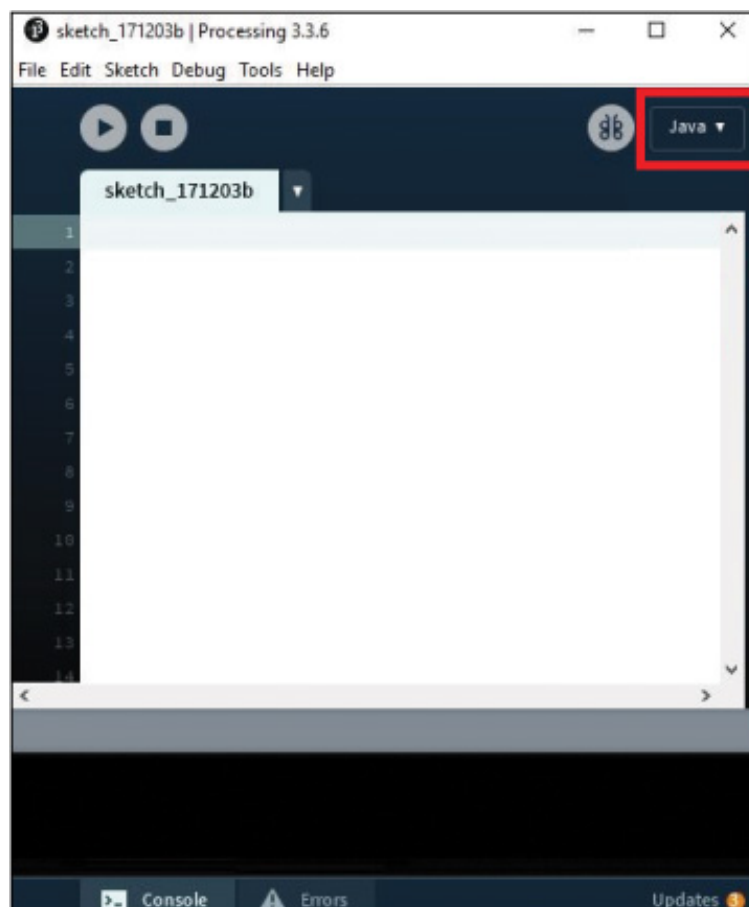 sketch_171203b | Processing 3.3.6
File Edit Sketch Debug Tools Help
Java ▾
sketch_171203b ▾
1
2
3
4
5
6
7
8
9
10
11
12
13
14
Console Errors Updates 3